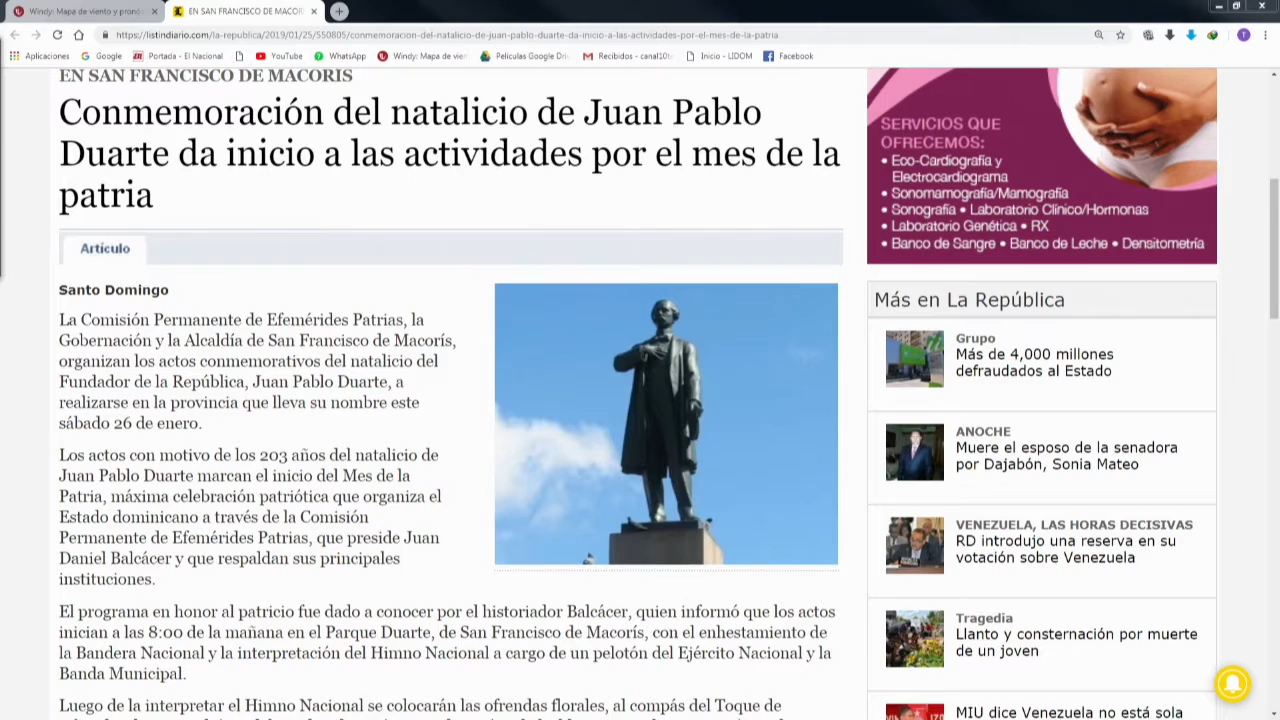 Windy: Mapa de viento y pronó
EN SAN FRANCISCO DE MACORÍ
https://listindiario.com/la-republica/2019/01/25/550805/conmemoracion-del-natalicio-de-juan-pablo-duarte-da-inicio-a-las-actividades-por-el-mes-de-la-patria
T
Aplicaciones
Google
Portada - El Nacional
YouTube
WhatsApp
Windy: Mapa de vien
Películas Google Dri
Recibidos - canal10t
Inicio - LIDOM
Facebook
EN SAN FRANCISCO DE MACORÍS
Conmemoración del natalicio de Juan Pablo
Duarte da inicio a las actividades por el mes de la
patria
Artículo
Santo Domingo
La Comisión Permanente de Efemérides Patrias, la
Gobernación y la Alcaldía de San Francisco de Macorís,
organizan los actos conmemorativos del natalicio del
Fundador de la República, Juan Pablo Duarte, a
realizarse en la provincia que lleva su nombre este
sábado 26 de enero.
Los actos con motivo de los 203 años del natalicio de
Juan Pablo Duarte marcan el inicio del Mes de la
Patria, máxima celebración patriótica que organiza el
Estado dominicano a través de la Comisión
Permanente de Efemérides Patrias, que preside Juan
Daniel Balcácer y que respaldan sus principales
instituciones.
El programa en honor al patricio fue dado a conocer por el historiador Balcácer, quien informó que los actos
inician a las 8:00 de la mañana en el Parque Duarte, de San Francisco de Macorís, con el enhestamiento de
la Bandera Nacional y la interpretación del Himno Nacional a cargo de un pelotón del Ejército Nacional y la
Banda Municipal.
Luego de la interpretar el Himno Nacional se colocarán las ofrendas florales, al compás del Toque de
SERVICIOS QUE
OFRECEMOS:
• Eco-Cardiografía y
Electrocardiograma
• Sonomamografía/Mamografía
• Sonografía • Laboratorio Clínico/Hormonas
• Laboratorio Genética • RX
• Banco de Sangre • Banco de Leche • Densitometría
Más en La República
Grupo
Más de 4,000 millones
defraudados al Estado
ANOCHE
Muere el esposo de la senadora
por Dajabón, Sonia Mateo
VENEZUELA, LAS HORAS DECISIVAS
RD introdujo una reserva en su
votación sobre Venezuela
Tragedia
Llanto y consternación por muerte
de un joven
MIU dice Venezuela no está sola